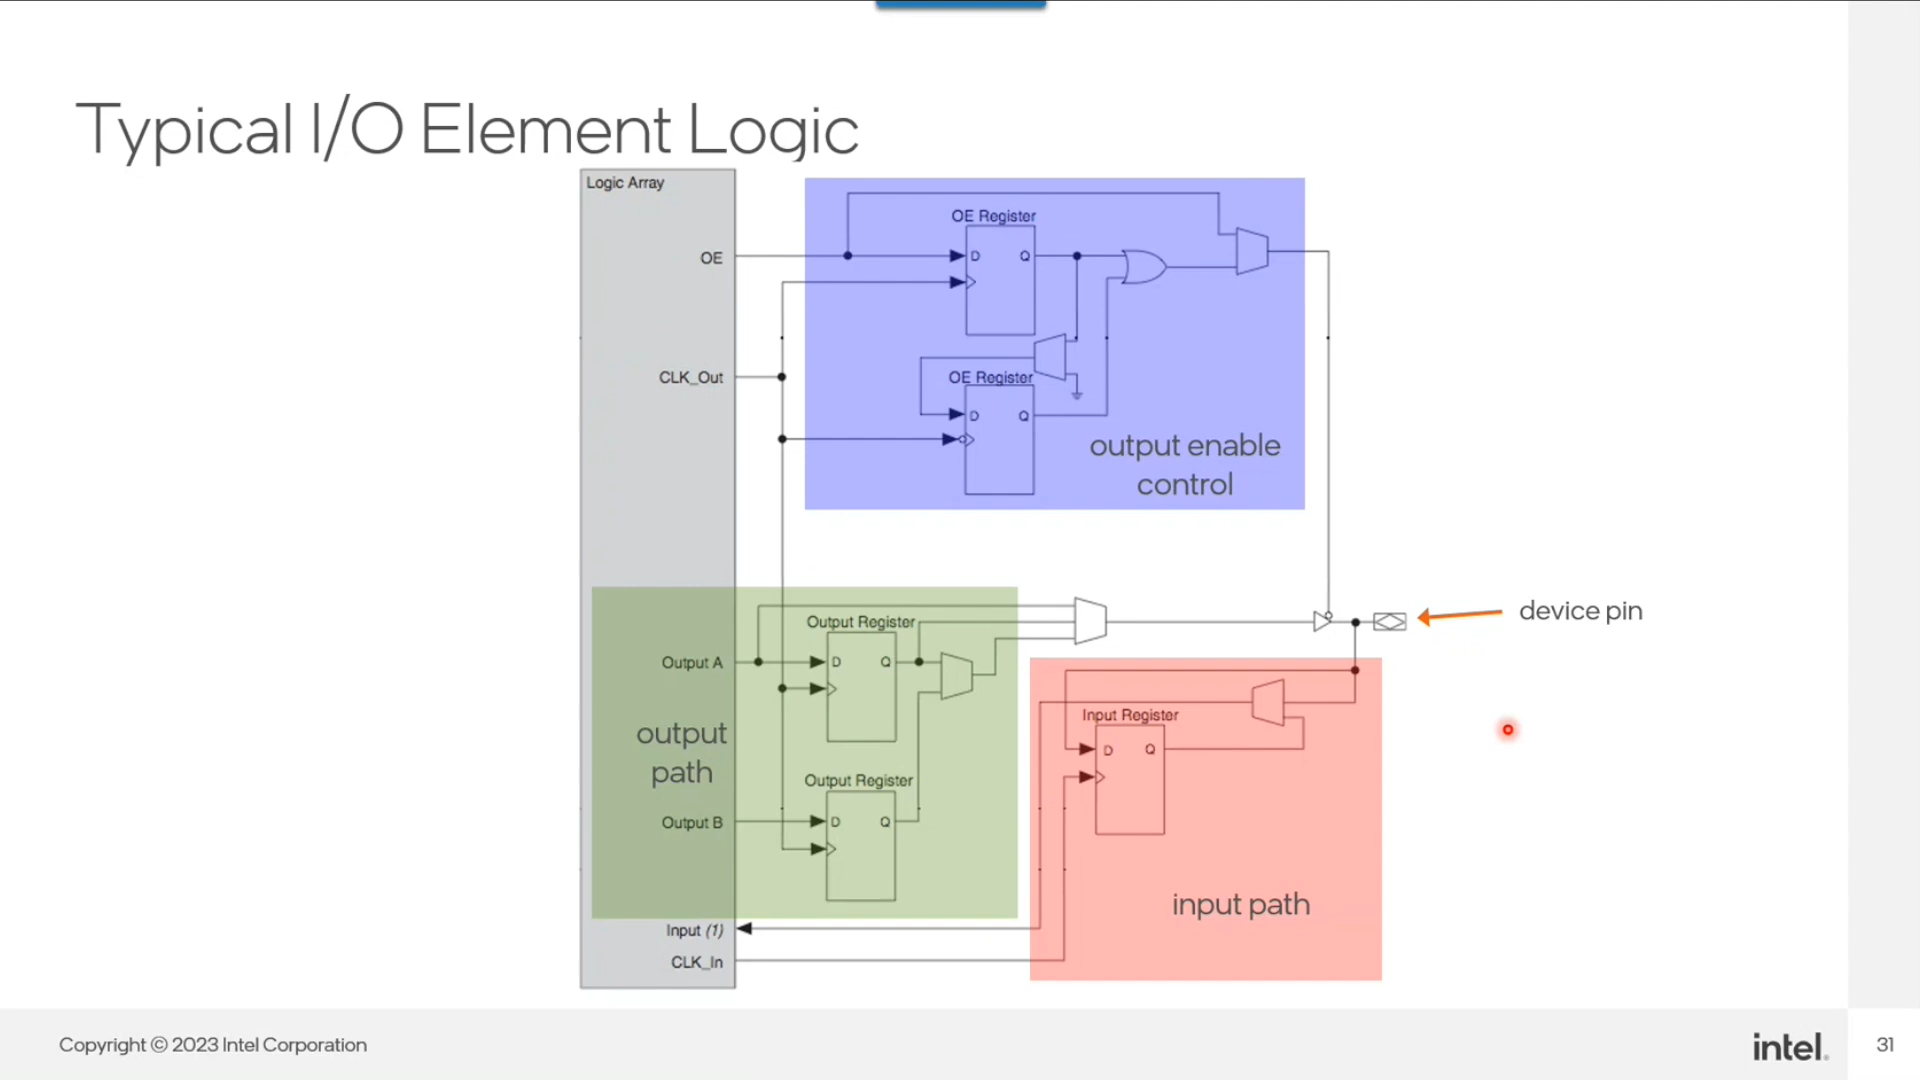 Typical I/O Element Logic
Logic Array
OE Register
OE
D
Q
CLK_Out
OE Register
D
Q
output enable
control
device pin
Output Register
Output A
D
Q
output
path
Output Register
Output B
D
Q
Input Register
D
Q
input path
Input (1)
CLK_In
Copyright © 2023 Intel Corporation
intel.
31